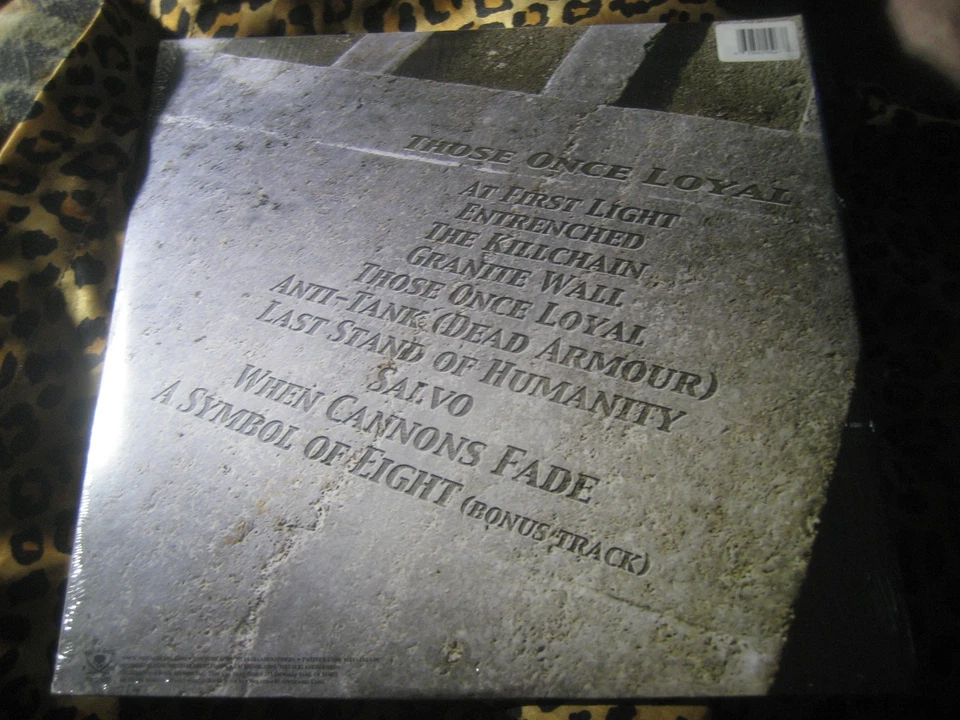 Those Once Loyal
At First Light
Entrenched
The Killchain
Granite Wall
Those Once Loyal
Anti-Tank (Dead Armour)
Last Stand of Humanity
Salvo
When Cannons Fade
A Symbol of Eight (bonus track)